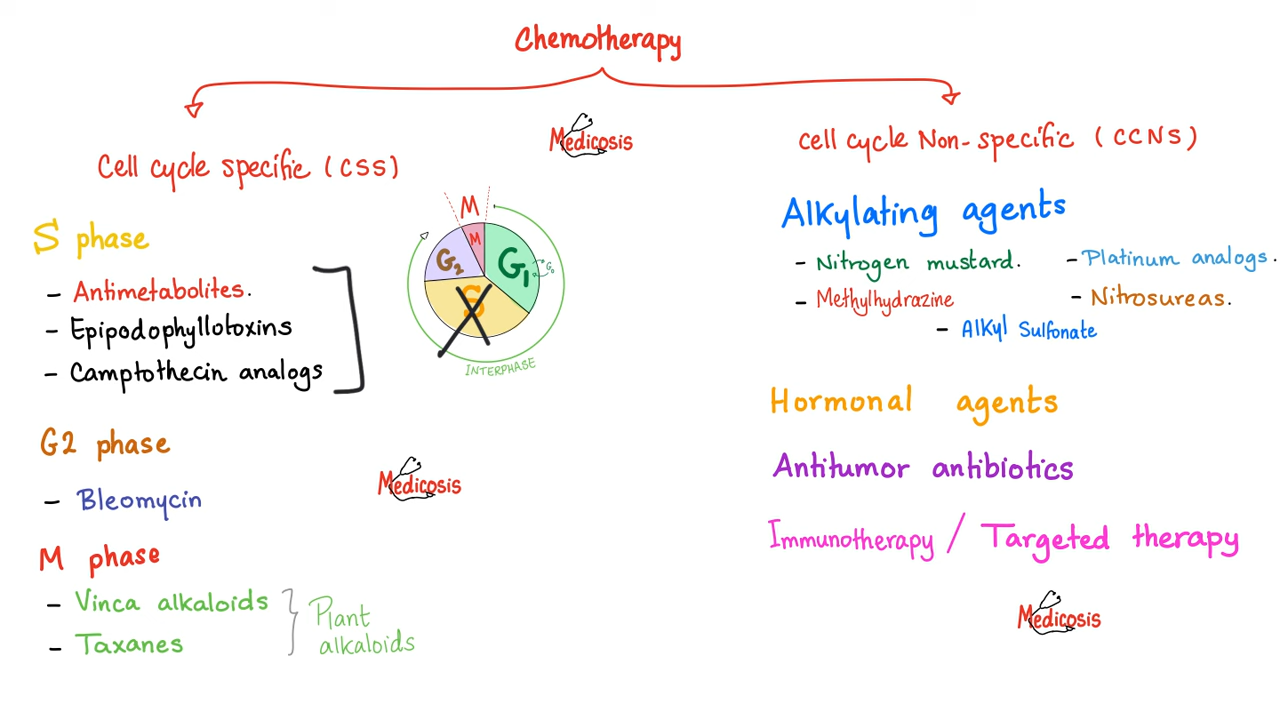 Chemotherapy
Medicosis
Cell cycle specific (CSS)
S phase
- Antimetabolites.
- Epipodophyllotoxins
- Camptothecin analogs
M
M
G2
G1
G0
S
INTERPHASE
G2 phase
- Bleomycin
Medicosis
M phase
- Vinca alkaloids
- Taxanes
Plant
alkaloids
Cell cycle Non-specific (CCNS)
Alkylating agents
- Nitrogen mustard. - Platinum analogs.
- Methylhydrazine - Nitrosureas.
- Alkyl Sulfonate
Hormonal agents
Antitumor antibiotics
Immunotherapy / Targeted therapy
Medicosis